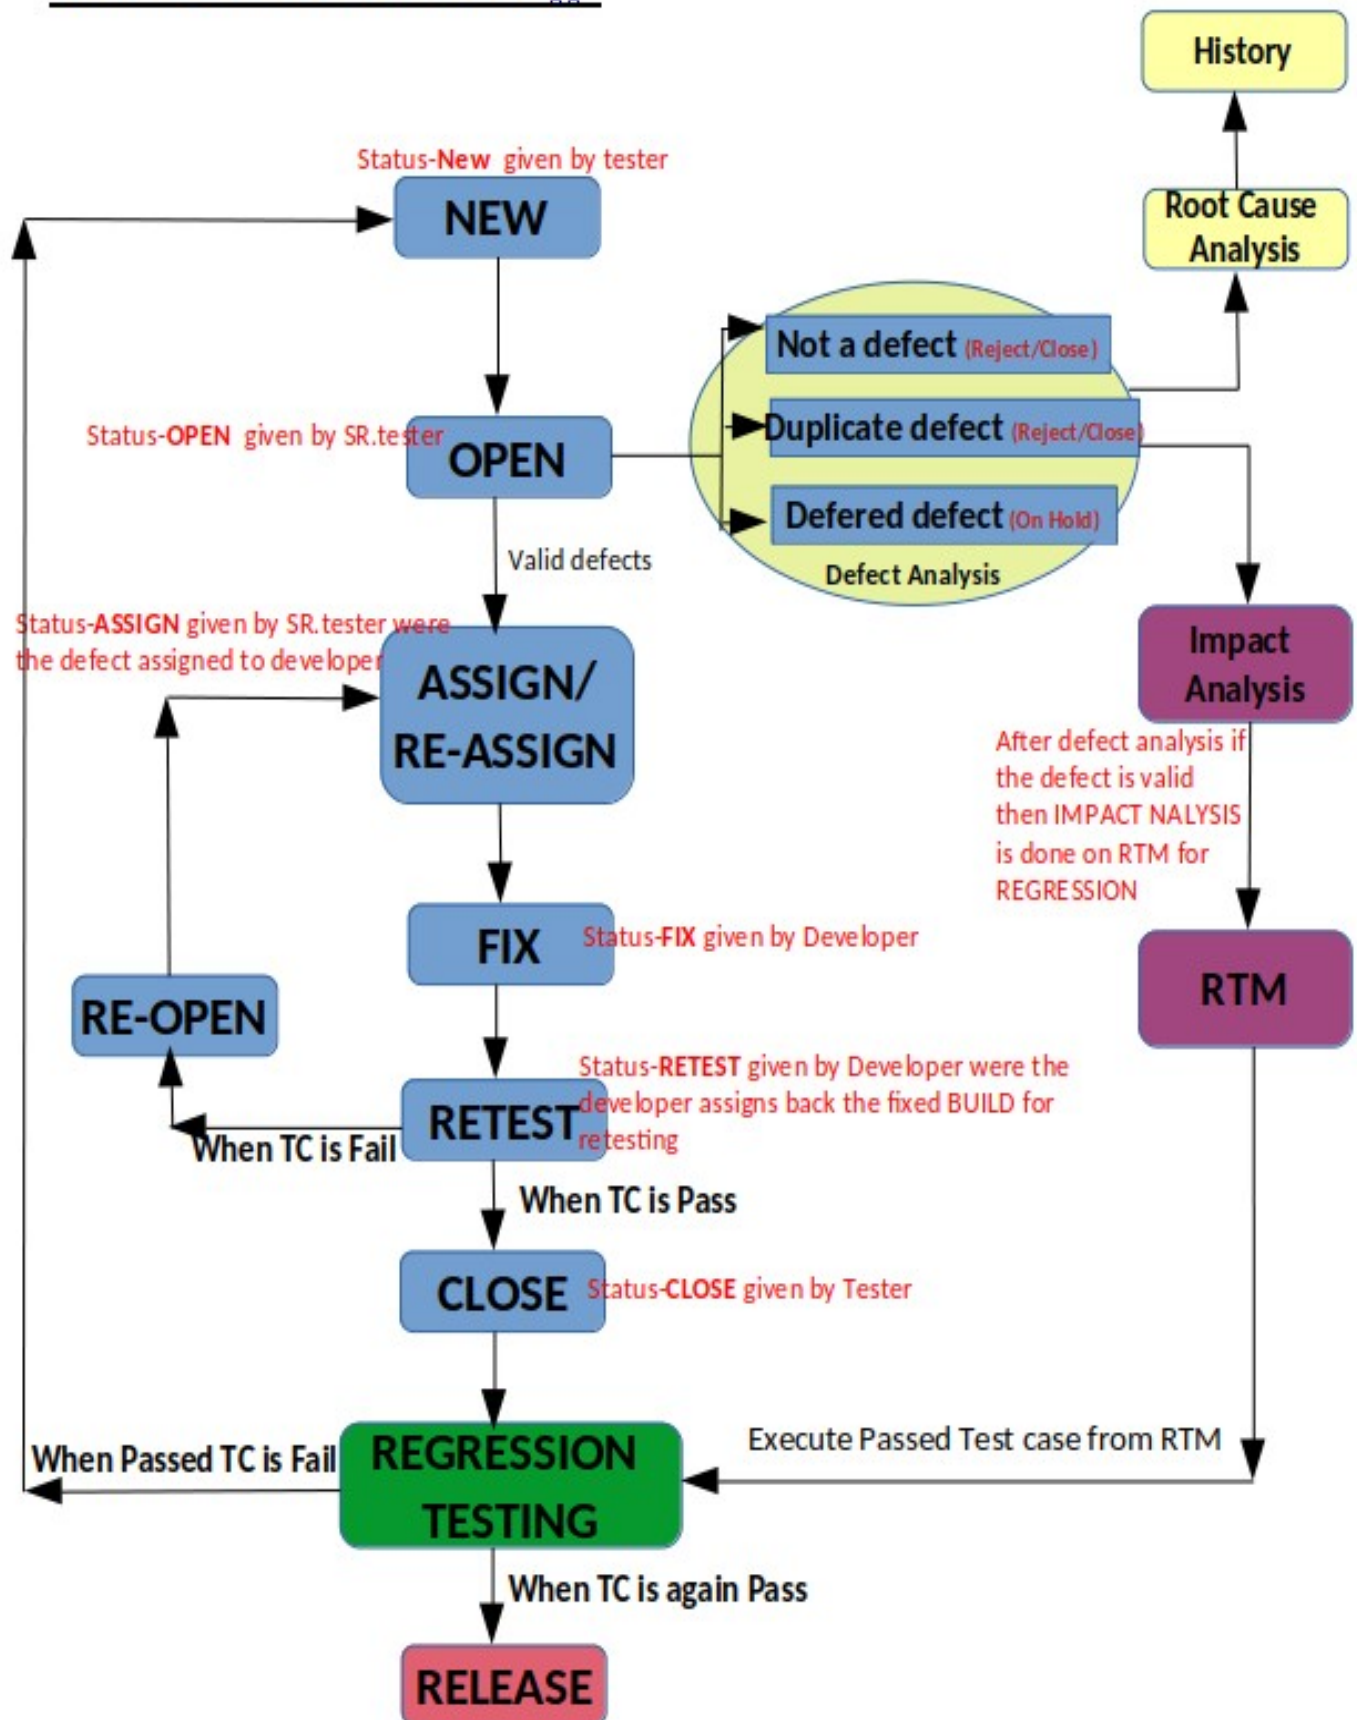 History
Status-New given by tester
NEW
Root Cause
Analysis
Not a defect (Reject/Close)
Duplicate defect (Reject/Close)
Status-OPEN given by SR.tester
OPEN
Defered defect (On Hold)
Valid defects
Defect Analysis
Status-ASSIGN given by SR.tester were
the defect assigned to developer
ASSIGN/
RE-ASSIGN
Impact
Analysis
After defect analysis if
the defect is valid
then IMPACT NALYSIS
is done on RTM for
REGRESSION
FIX
Status-FIX given by Developer
RTM
RE-OPEN
Status-RETEST given by Developer were the
developer assigns back the fixed BUILD for
retesting
RETEST
When TC is Fail
When TC is Pass
CLOSE
Status-CLOSE given by Tester
Execute Passed Test case from RTM
When Passed TC is Fail
REGRESSION
TESTING
When TC is again Pass
RELEASE